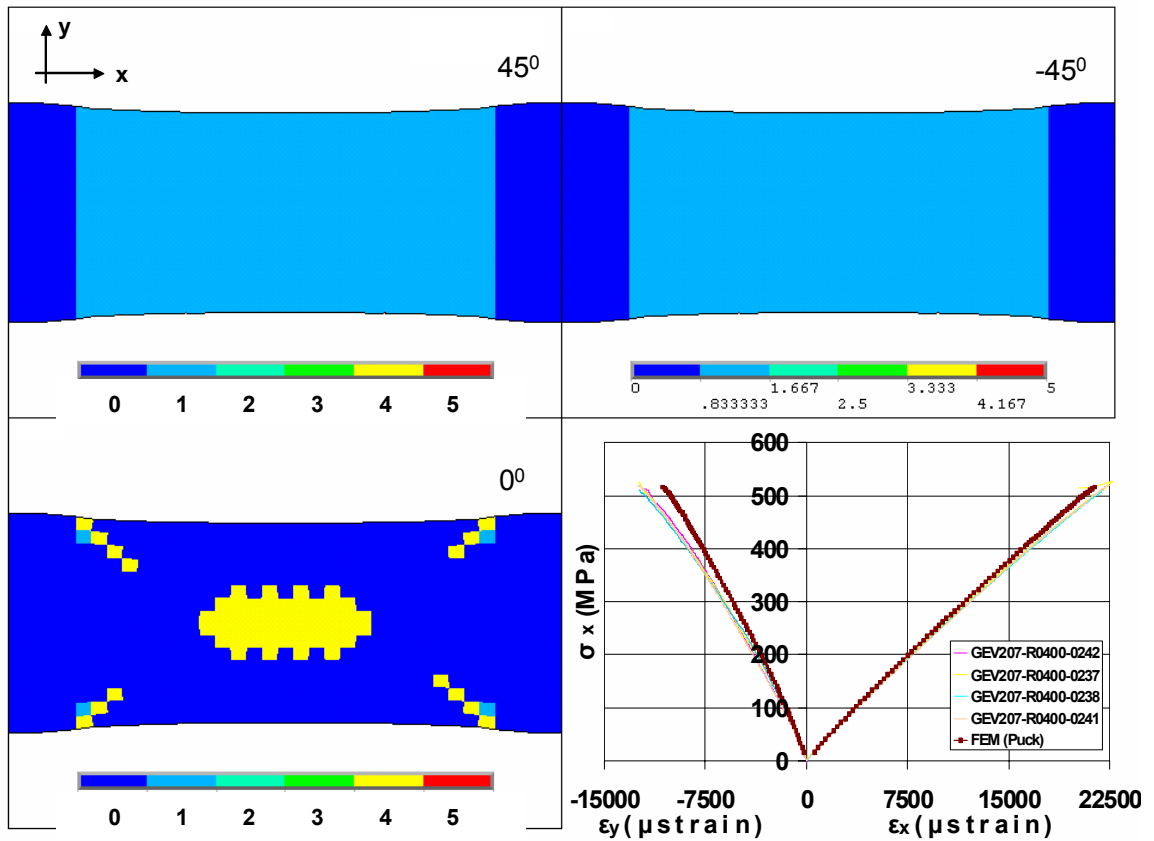 y
x
45⁰
-45⁰
0 1 2 3 4 5
0 1.667 3.333 5
.833333 2.5 4.167
0⁰
0 1 2 3 4 5
600
500
400
300
200
100
0
σ x (MPa)
GEV207-R0400-0242
GEV207-R0400-0237
GEV207-R0400-0238
GEV207-R0400-0241
FEM (Puck)
-15000 -7500 0 7500 15000 22500
εy (µstrain) εx (µstrain)